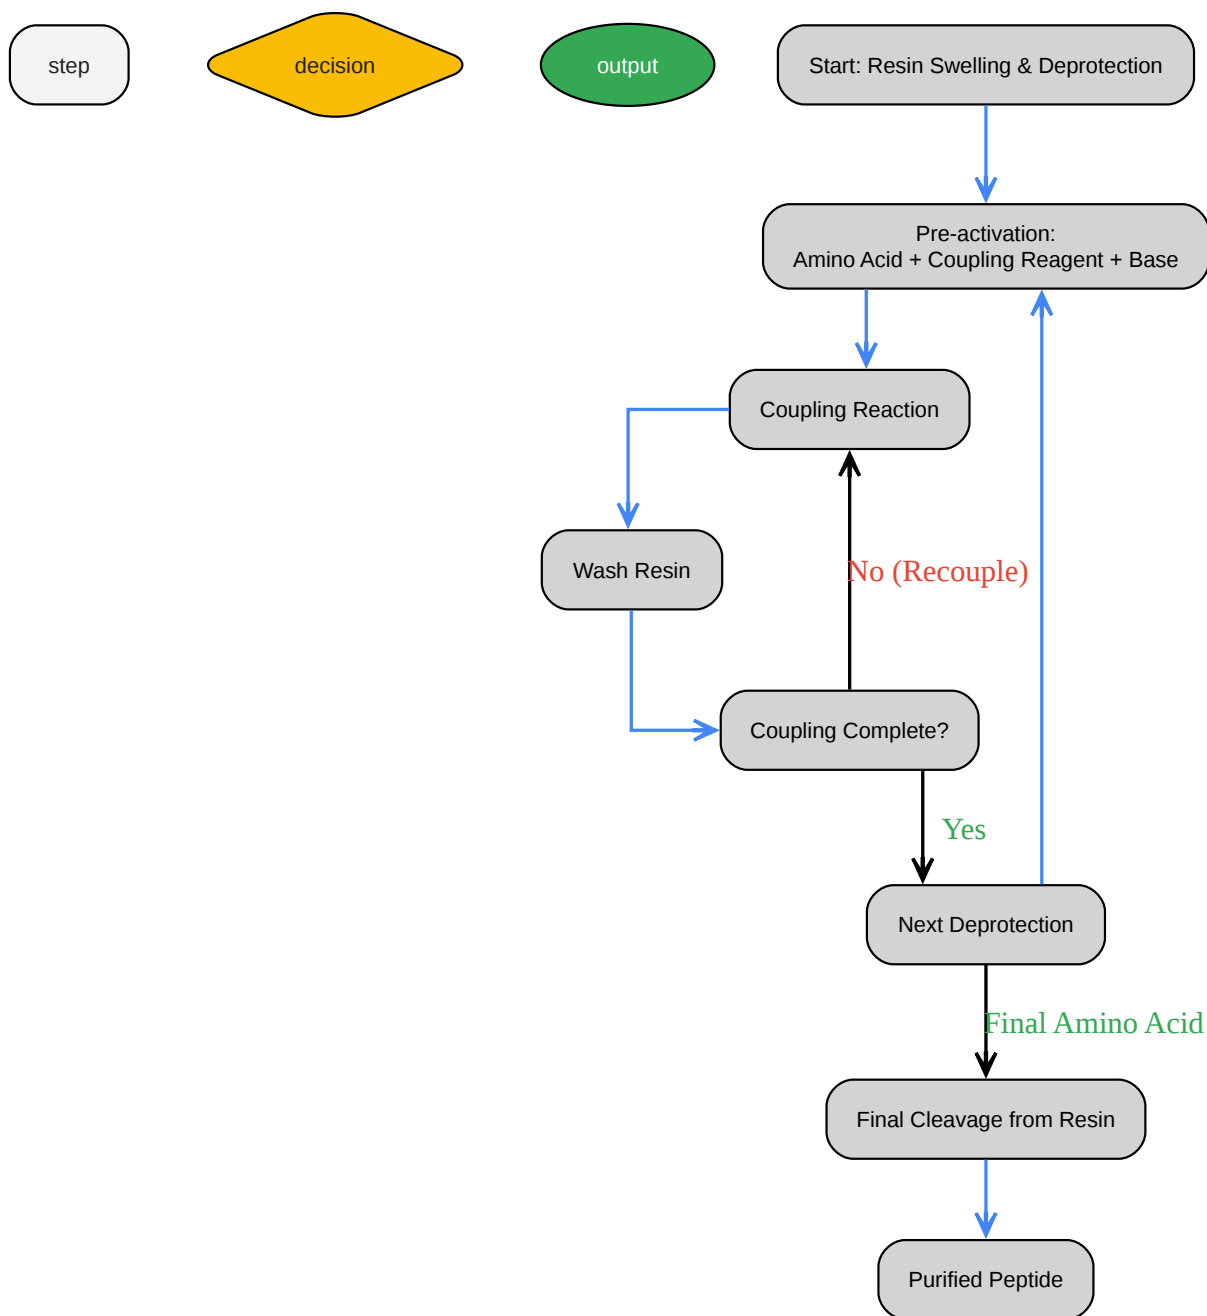 step
decision
output
Start: Resin Swelling & Deprotection
Pre-activation:
Amino Acid + Coupling Reagent + Base
Coupling Reaction
Wash Resin
No (Recouple)
Coupling Complete?
Yes
Next Deprotection
Final Amino Acid
Final Cleavage from Resin
Purified Peptide